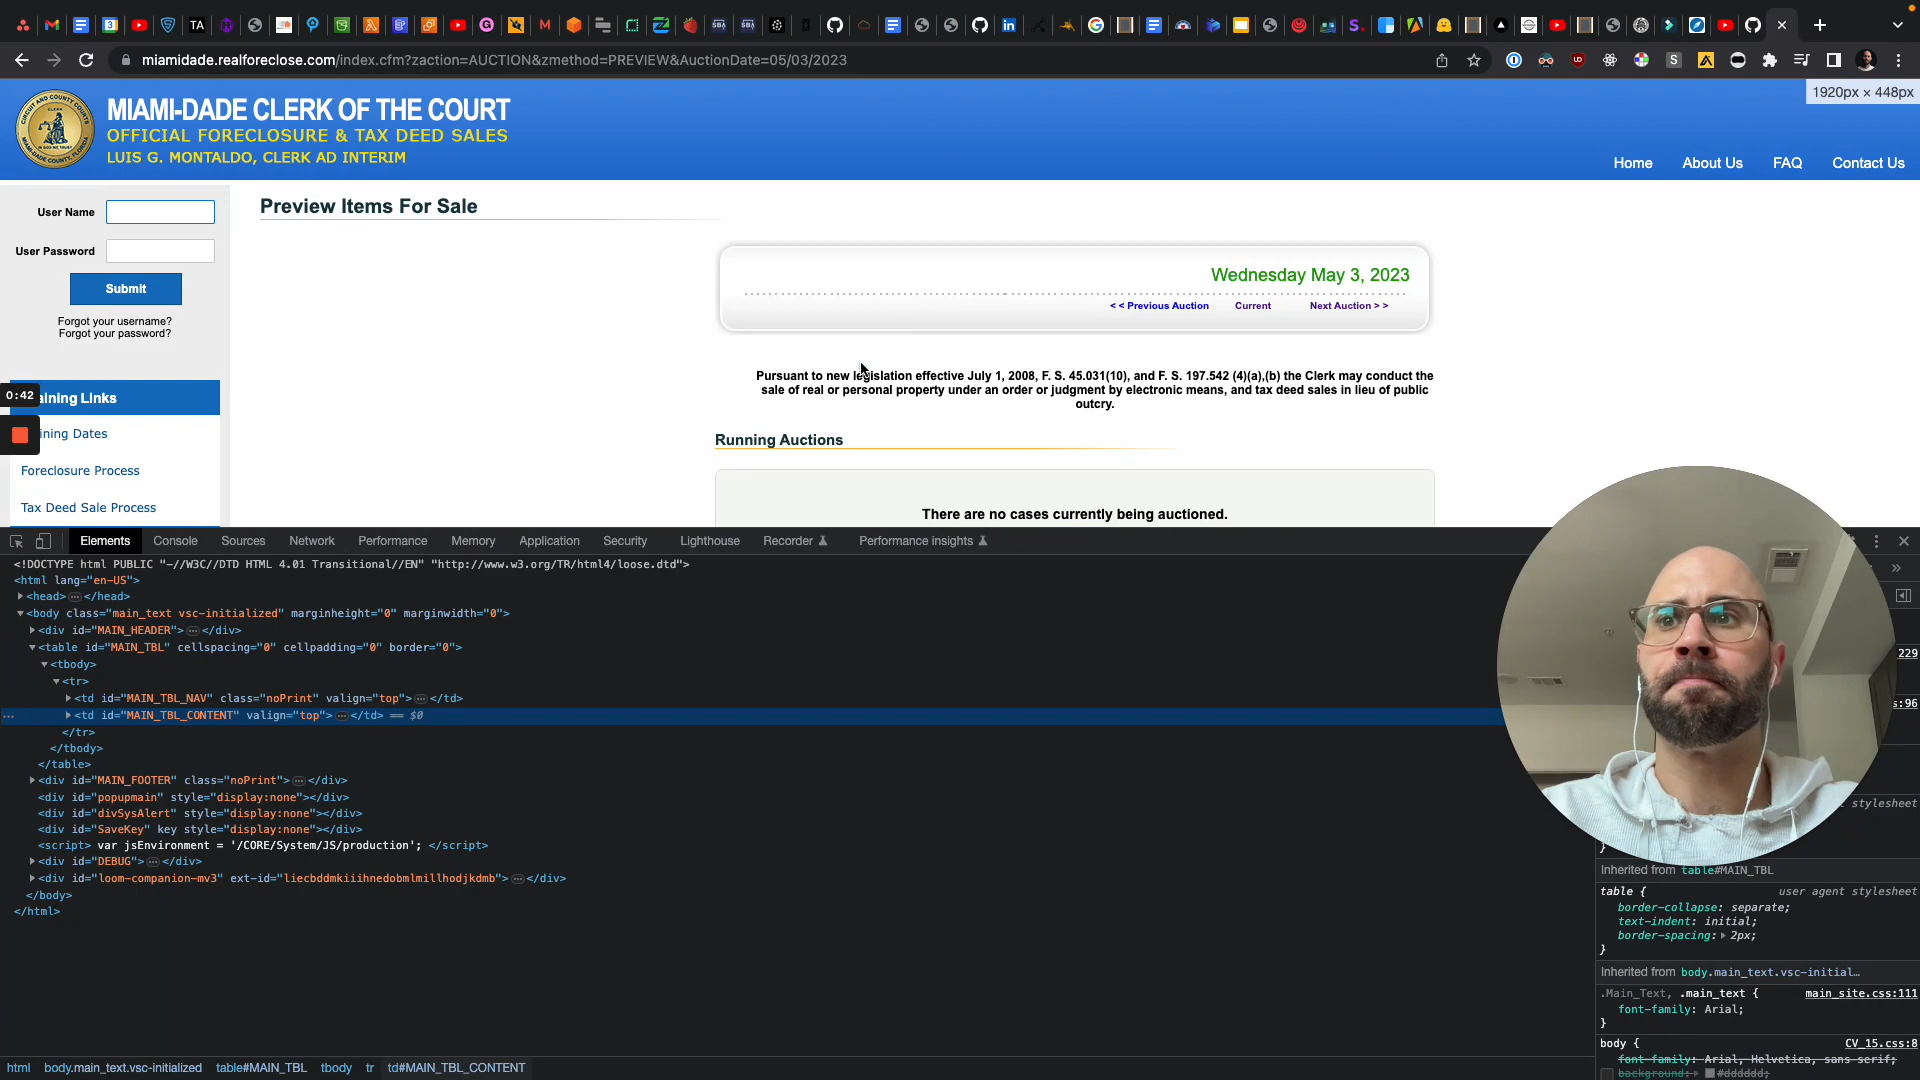 miamidade.realforeclose.com/index.cfm?zaction=AUCTION&zmethod=PREVIEW&AuctionDate=05/03/2023
1920px × 448px
MIAMI-DADE CLERK OF THE COURT
OFFICIAL FORECLOSURE & TAX DEED SALES
LUIS G. MONTALDO, CLERK AD INTERIM
Home About Us FAQ Contact Us
User Name
User Password
Submit
Forgot your username?
Forgot your password?
0:42
aining Links
ining Dates
Foreclosure Process
Tax Deed Sale Process
Preview Items For Sale
Wednesday May 3, 2023
< < Previous Auction Current Next Auction > >
Pursuant to new legislation effective July 1, 2008, F. S. 45.031(10), and F. S. 197.542 (4)(a),(b) the Clerk may conduct the
sale of real or personal property under an order or judgment by electronic means, and tax deed sales in lieu of public
outcry.
Running Auctions
There are no cases currently being auctioned.
Elements Console Sources Network Performance Memory Application Security Lighthouse Recorder Performance insights
<!DOCTYPE html PUBLIC "-//W3C//DTD HTML 4.01 Transitional//EN" "http://www.w3.org/TR/html4/loose.dtd">
<html lang="en-US">
<head>…</head>
<body class="main_text vsc-initialized" marginheight="0" marginwidth="0">
<div id="MAIN_HEADER">…</div>
<table id="MAIN_TBL" cellspacing="0" cellpadding="0" border="0">
<tbody>
<tr>
<td id="MAIN_TBL_NAV" class="noPrint" valign="top">…</td>
<td id="MAIN_TBL_CONTENT" valign="top">…</td> == $0
</tr>
</tbody>
</table>
<div id="MAIN_FOOTER" class="noPrint">…</div>
<div id="popupmain" style="display:none"></div>
<div id="divSysAlert" style="display:none"></div>
<div id="SaveKey" key style="display:none"></div>
<script> var jsEnvironment = '/CORE/System/JS/production'; </script>
<div id="DEBUG">…</div>
<div id="loom-companion-mv3" ext-id="liecbddmkiiihnedobmlmillhodjkdmb">…</div>
</body>
</html>
html body.main_text.vsc-initialized table#MAIN_TBL tbody tr td#MAIN_TBL_CONTENT
229
s:96
stylesheet
}
Inherited from table#MAIN_TBL
table { user agent stylesheet
border-collapse: separate;
text-indent: initial;
border-spacing: 2px;
}
Inherited from body.main_text.vsc-initial…
.Main_Text, .main_text { main_site.css:111
font-family: Arial;
}
body { CV_15.css:8
font-family: Arial, Helvetica, sans-serif;
background: #dddddd;